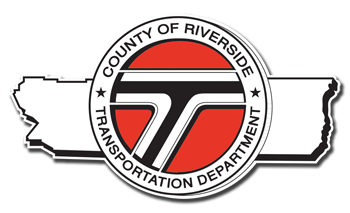 COUNTY OF RIVERSIDE
TRANSPORTATION DEPARTMENT